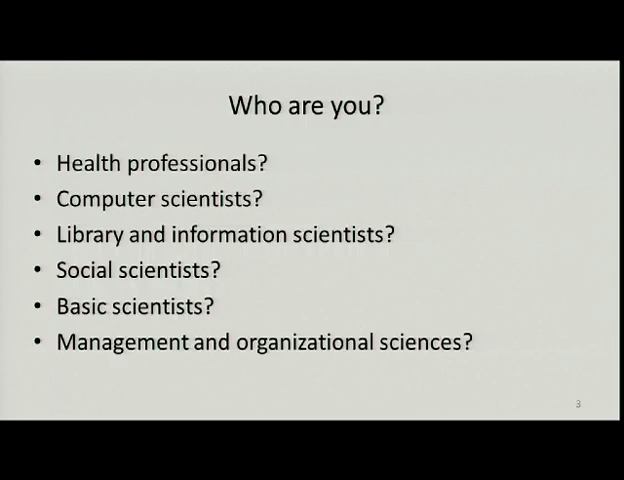 Who are you?
• Health professionals?
• Computer scientists?
• Library and information scientists?
• Social scientists?
• Basic scientists?
• Management and organizational sciences?
3